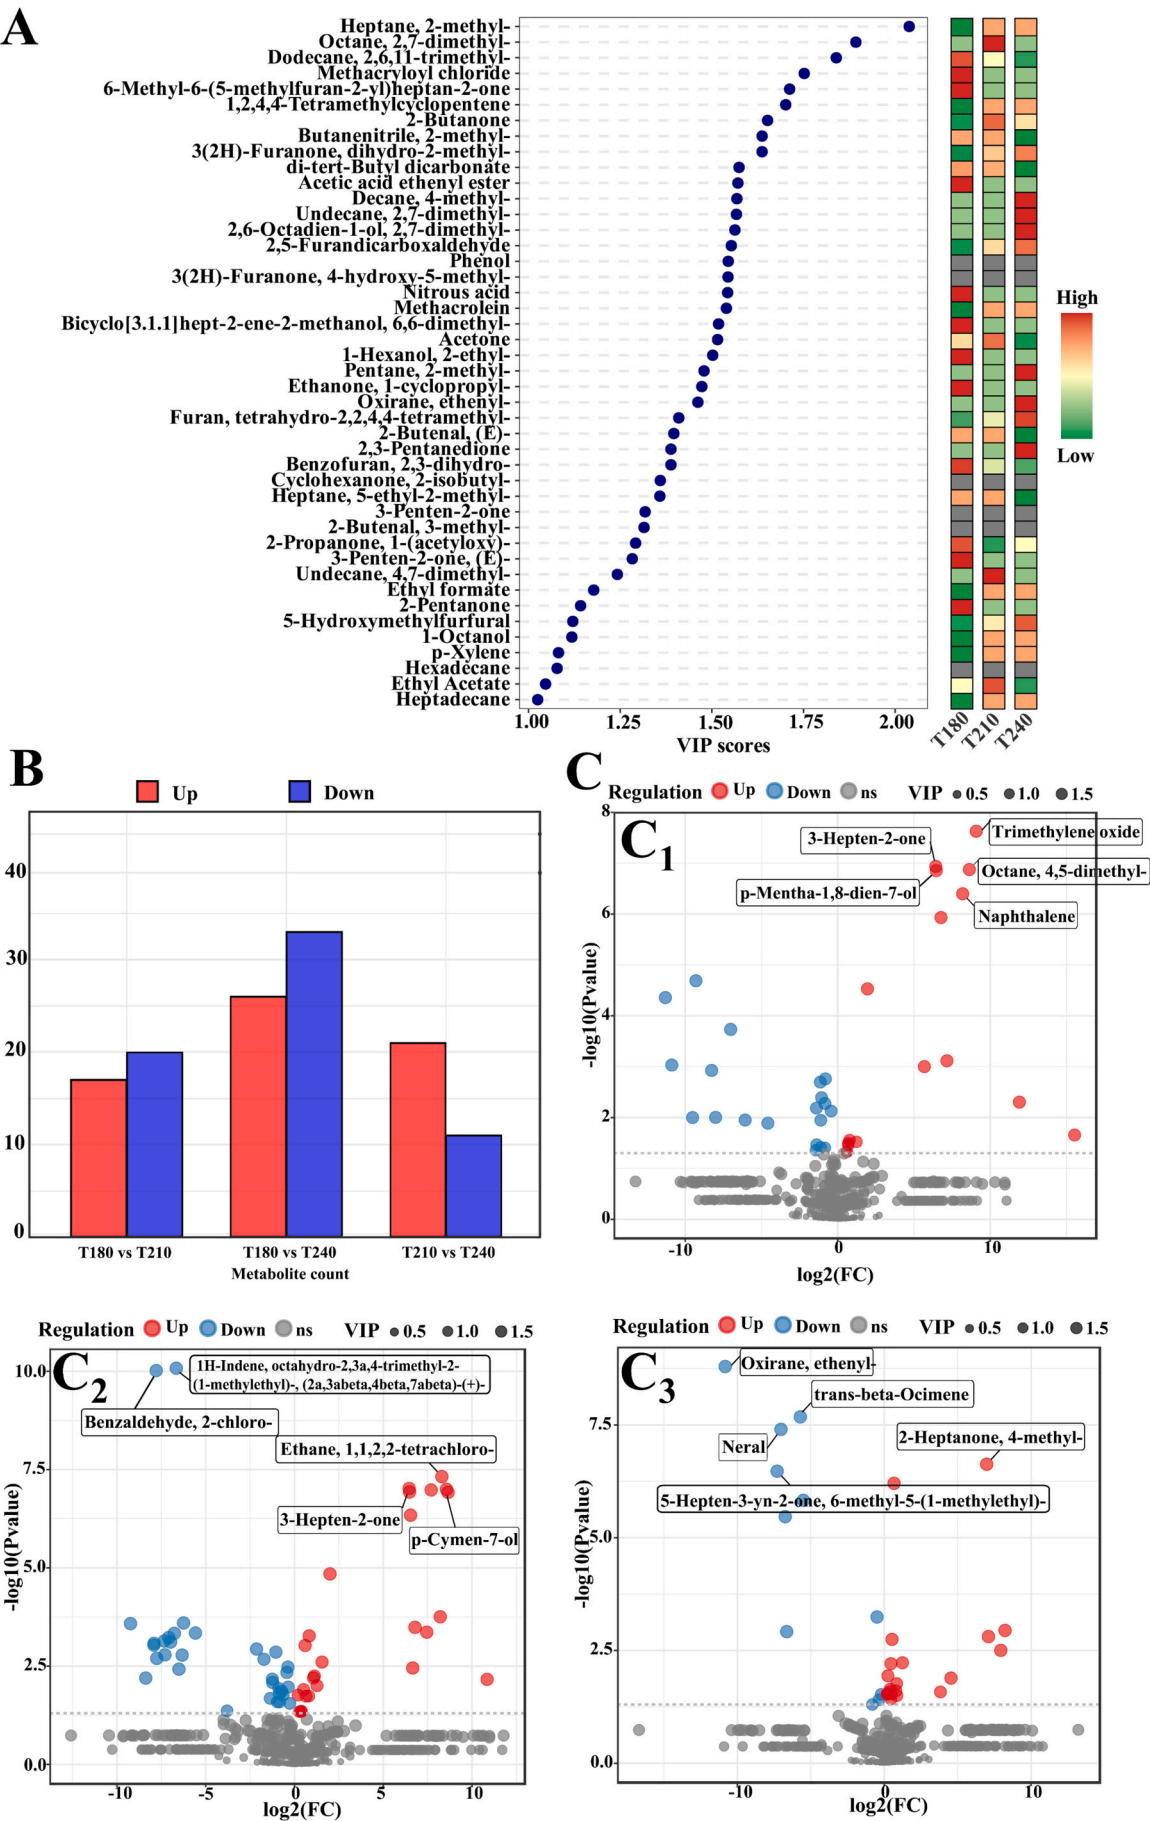 A
Heptane, 2-methyl-
Octane, 2,7-dimethyl-
Dodecane, 2,6,11-trimethyl-
Methacryloyl chloride
6-Methyl-6-(5-methylfuran-2-yl)heptan-2-one
1,2,4,4-Tetramethylcyclopentene
2-Butanone
Butanenitrile, 2-methyl-
3(2H)-Furanone, dihydro-2-methyl-
di-tert-Butyl dicarbonate
Acetic acid ethenyl ester
Decane, 4-methyl-
Undecane, 2,7-dimethyl-
2,6-Octadien-1-ol, 2,7-dimethyl-
2,5-Furandicarboxaldehyde
Phenol
3(2H)-Furanone, 4-hydroxy-5-methyl-
Nitrous acid
Methacrolein
Bicyclo[3.1.1]hept-2-ene-2-methanol, 6,6-dimethyl-
Acetone
1-Hexanol, 2-ethyl-
Pentane, 2-methyl-
Ethanone, 1-cyclopropyl-
Oxirane, ethenyl-
Furan, tetrahydro-2,2,4,4-tetramethyl-
2-Butenal, (E)-
2,3-Pentanedione
Benzofuran, 2,3-dihydro-
Cyclohexanone, 2-isobutyl-
Heptane, 5-ethyl-2-methyl-
3-Penten-2-one
2-Butenal, 3-methyl-
2-Propanone, 1-(acetyloxy)-
3-Penten-2-one, (E)-
Undecane, 4,7-dimethyl-
Ethyl formate
2-Pentanone
5-Hydroxymethylfurfural
1-Octanol
p-Xylene
Hexadecane
Ethyl Acetate
Heptadecane
1.00 1.25 1.50 1.75 2.00
VIP scores
T180 T210 T240
High
Low
B
Up Down
40
30
20
10
0
T180 vs T210 T180 vs T240 T210 vs T240
Metabolite count
C
Regulation Up Down ns VIP 0.5 1.0 1.5
C1
8
6
4
2
0
-log10(Pvalue)
Trimethylene oxide
3-Hepten-2-one
Octane, 4,5-dimethyl-
p-Mentha-1,8-dien-7-ol
Naphthalene
-10 0 10
log2(FC)
Regulation Up Down ns VIP 0.5 1.0 1.5
C2
10.0
7.5
5.0
2.5
0.0
-log10(Pvalue)
1H-Indene, octahydro-2,3a,4-trimethyl-2-
(1-methylethyl)-, (2a,3abeta,4beta,7abeta)-(+)-
Benzaldehyde, 2-chloro-
Ethane, 1,1,2,2-tetrachloro-
3-Hepten-2-one
p-Cymen-7-ol
-10 -5 0 5 10
log2(FC)
Regulation Up Down ns VIP 0.5 1.0 1.5
C3
7.5
5.0
2.5
0.0
-log10(Pvalue)
Oxirane, ethenyl-
trans-beta-Ocimene
Neral
2-Heptanone, 4-methyl-
5-Hepten-3-yn-2-one, 6-methyl-5-(1-methylethyl)-
-10 0 10
log2(FC)